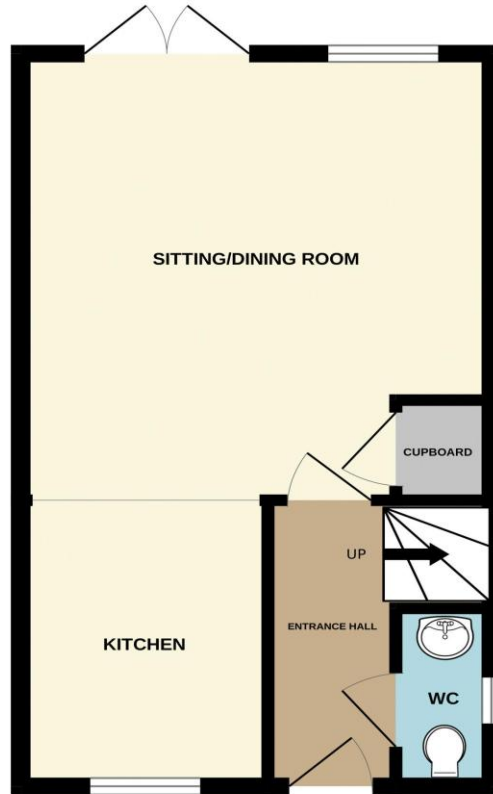 SITTING/DINING ROOM
CUPBOARD
UP
ENTRANCE HALL
KITCHEN
WC